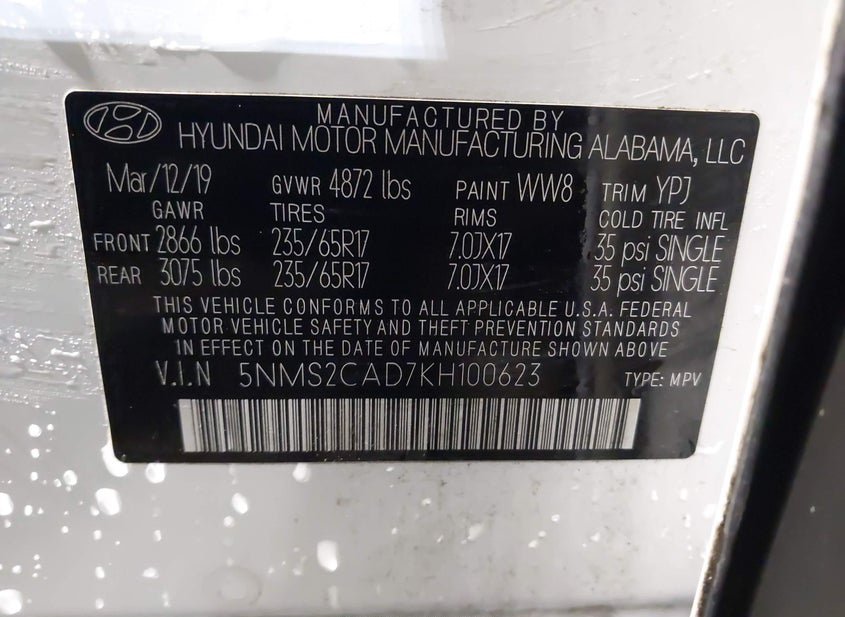 MANUFACTURED BY
HYUNDAI MOTOR MANUFACTURING ALABAMA, LLC
Mar/12/19 GVWR 4872 lbs PAINT WW8 TRIM YPJ
GAWR TIRES RIMS COLD TIRE INFL
FRONT 2866 lbs 235/65R17 7.0JX17 35 psi SINGLE
REAR 3075 lbs 235/65R17 7.0JX17 35 psi SINGLE
THIS VEHICLE CONFORMS TO ALL APPLICABLE U.S.A. FEDERAL
MOTOR VEHICLE SAFETY AND THEFT PREVENTION STANDARDS
IN EFFECT ON THE DATE OF MANUFACTURE SHOWN ABOVE
V.I.N 5NMS2CAD7KH100623 TYPE: MPV